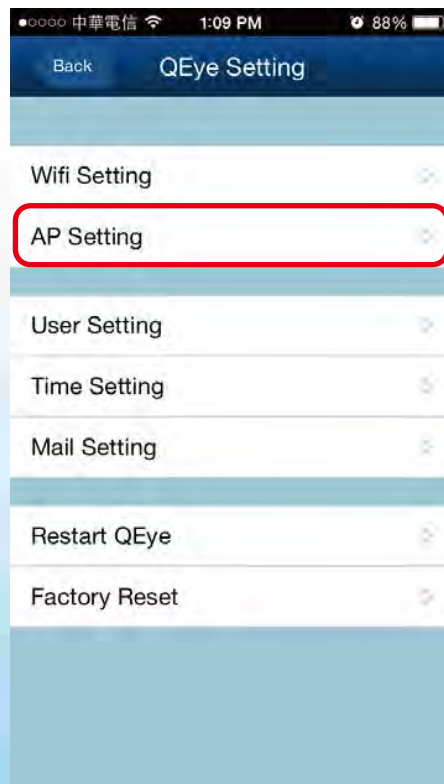 中華電信 1:09 PM 88%
Back QEye Setting
Wifi Setting
AP Setting
User Setting
Time Setting
Mail Setting
Restart QEye
Factory Reset